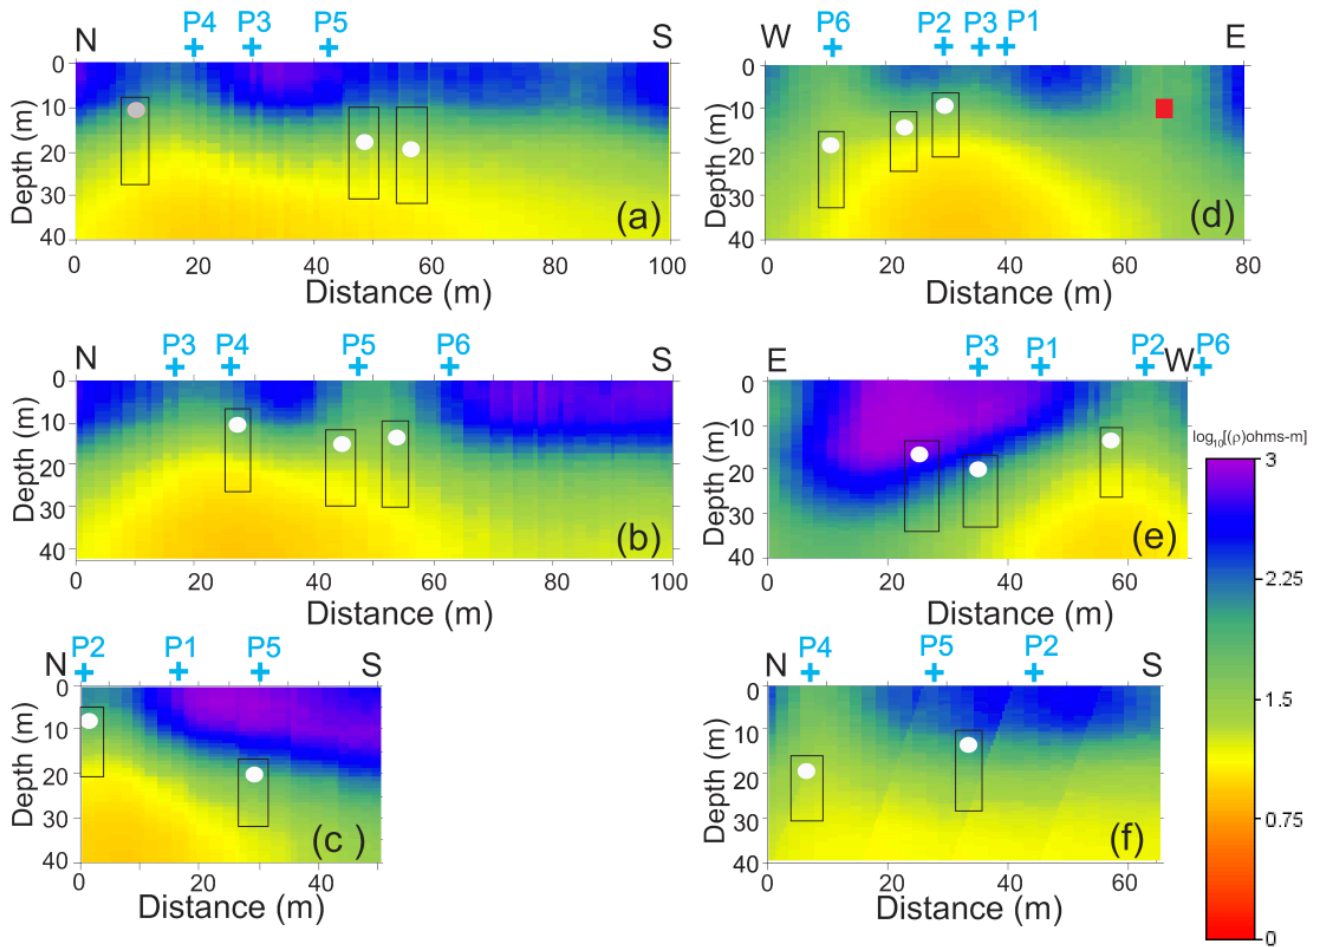 P4 P3 P5
N S
0
10
20
30
40
Depth (m)
(a)
0 20 40 60 80 100
Distance (m)
P6 P2 P3 P1
W E
0
10
20
30
40
Depth (m)
(d)
0 20 40 60 80
Distance (m)
P3 P4 P5 P6
N S
0
10
20
30
40
Depth (m)
(b)
0 20 40 60 80 100
Distance (m)
P3 P1 P2 P6
E W
0
10
20
30
40
Depth (m)
(e)
0 20 40 60
Distance (m)
log10[(ρ)ohms-m]
3
2.25
1.5
0.75
0
P2 P1 P5
N S
0
10
20
30
40
Depth (m)
(c )
0 20 40
Distance (m)
P4 P5 P2
N S
0
10
20
30
40
Depth (m)
(f)
0 20 40 60
Distance (m)